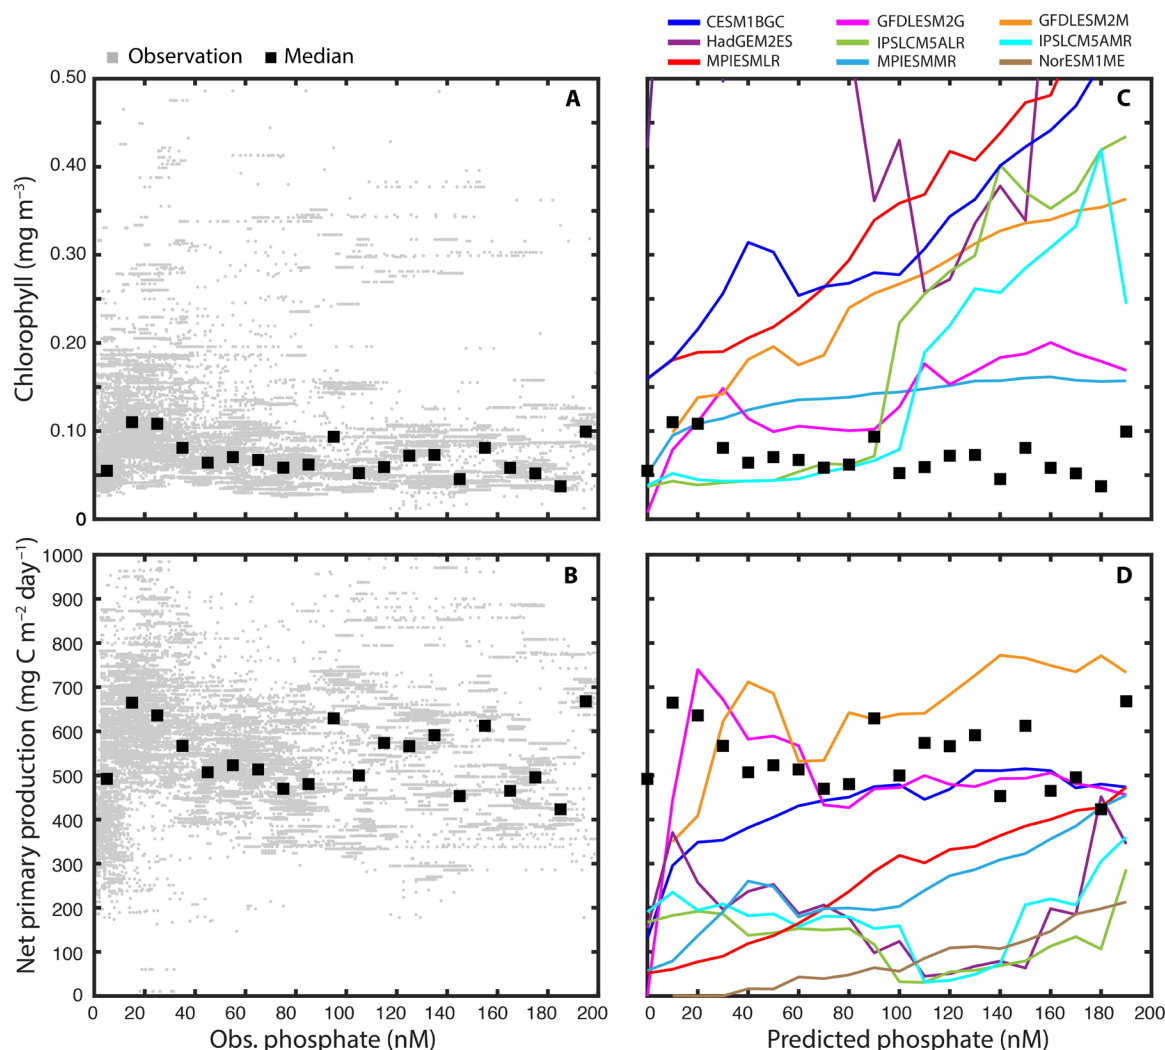 Observation Median
CESM1BGC GFDLESM2G GFDLESM2M
HadGEM2ES IPSLCM5ALR IPSLCM5AMR
MPIESMLR MPIESMMR NorESM1ME
A
C
0.50
0.40
0.30
0.20
0.10
0
Chlorophyll (mg m⁻³)
B
D
1000
900
800
700
600
500
400
300
200
100
0
Net primary production (mg C m⁻² day⁻¹)
0 20 40 60 80 100 120 140 160 180 200
0 20 40 60 80 100 120 140 160 180 200
Obs. phosphate (nM)
Predicted phosphate (nM)